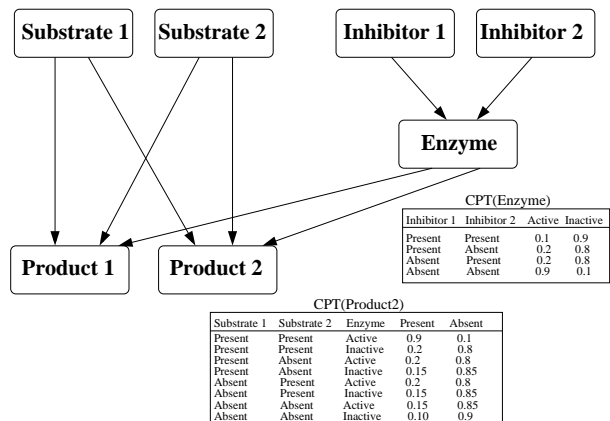 Substrate 1 Substrate 2 Inhibitor 1 Inhibitor 2
Enzyme
Product 1 Product 2
CPT(Enzyme)
Inhibitor 1 Inhibitor 2 Active Inactive
Present Present 0.1 0.9
Present Absent 0.2 0.8
Absent Present 0.2 0.8
Absent Absent 0.9 0.1
CPT(Product2)
Substrate 1 Substrate 2 Enzyme Present Absent
Present Present Active 0.9 0.1
Present Present Inactive 0.2 0.8
Present Absent Active 0.2 0.8
Present Absent Inactive 0.15 0.85
Absent Present Active 0.2 0.8
Absent Present Inactive 0.15 0.85
Absent Absent Active 0.15 0.85
Absent Absent Inactive 0.10 0.9